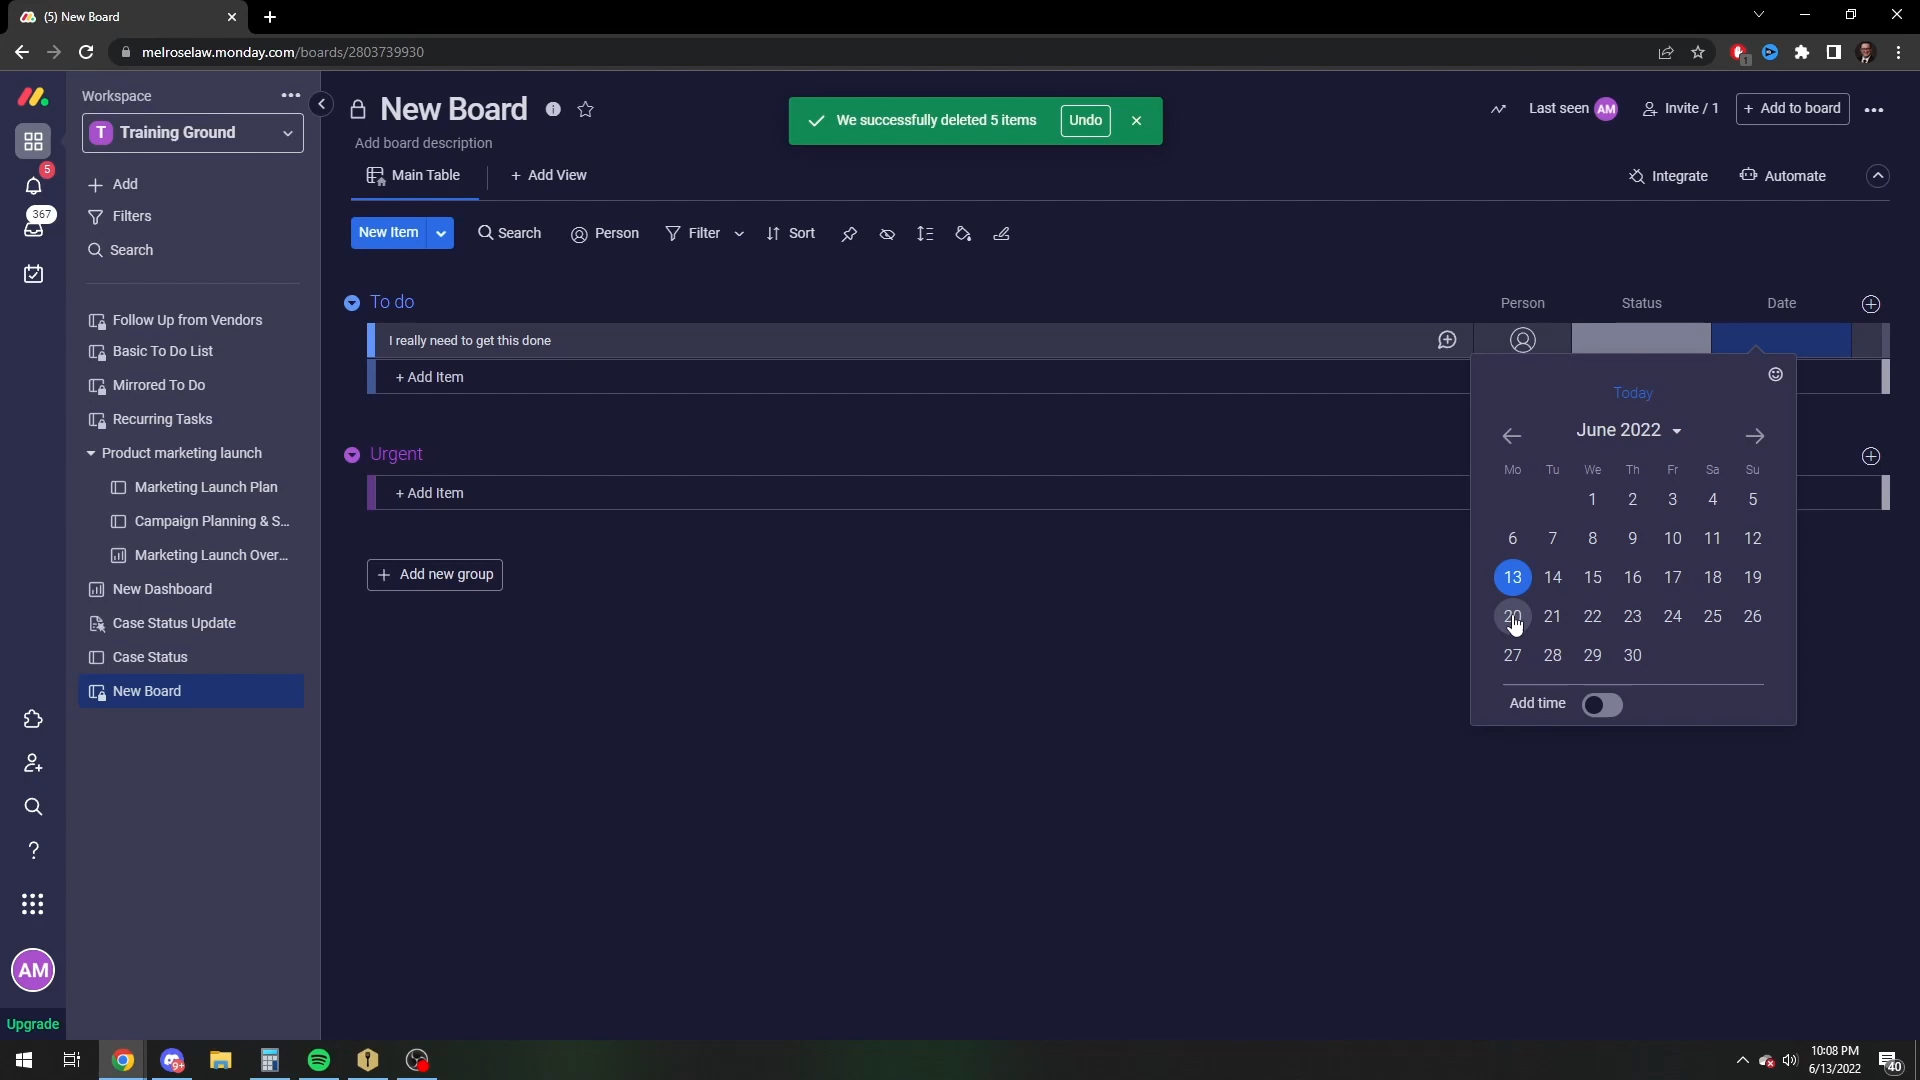 (5) New Board
melroselaw.monday.com/boards/2803739930
1
Workspace
T Training Ground
5
367
Add
Filters
Search
Follow Up from Vendors
Basic To Do List
Mirrored To Do
Recurring Tasks
Product marketing launch
Marketing Launch Plan
Campaign Planning & S...
Marketing Launch Over...
New Dashboard
Case Status Update
Case Status
New Board
AM
Upgrade
New Board
Add board description
We successfully deleted 5 items Undo
Last seen AM Invite / 1 + Add to board
Main Table + Add View
Integrate Automate
New Item Search Person Filter Sort
To do Person Status Date
I really need to get this done
+ Add Item
Urgent
+ Add Item
+ Add new group
Today
June 2022
Mo Tu We Th Fr Sa Su
1 2 3 4 5
6 7 8 9 10 11 12
13 14 15 16 17 18 19
20 21 22 23 24 25 26
27 28 29 30
Add time
9+
10:08 PM
6/13/2022
40